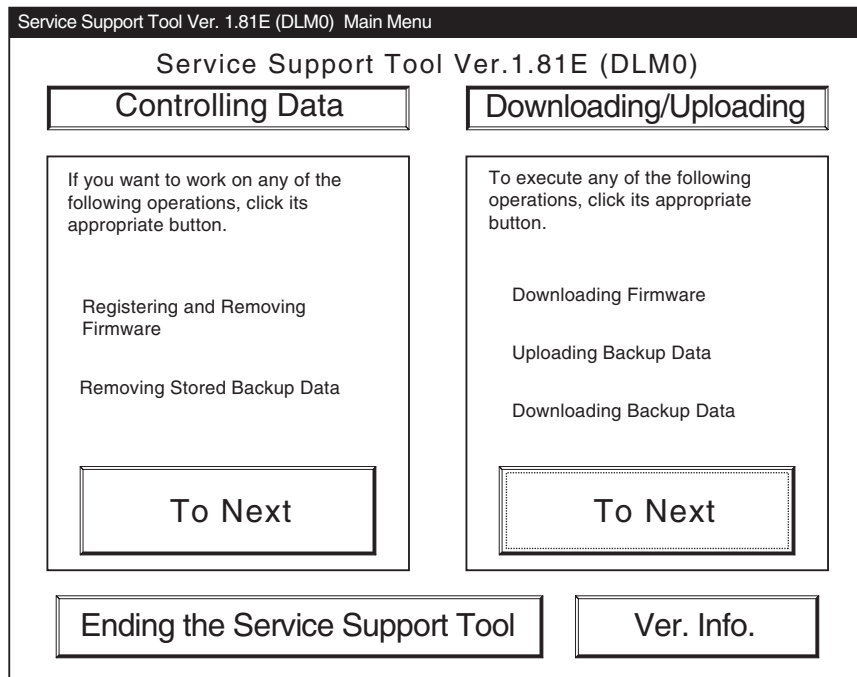 Service Support Tool Ver. 1.81E (DLM0)  Main Menu
Service Support Tool Ver.1.81E (DLM0)
Controlling Data
If you want to work on any of the
following operations, click its
appropriate button.
Registering and Removing
Firmware
Removing Stored Backup Data
To Next
Downloading/Uploading
To execute any of the following
operations, click its appropriate
button.
Downloading Firmware
Uploading Backup Data
Downloading Backup Data
To Next
Ending the Service Support Tool
Ver. Info.